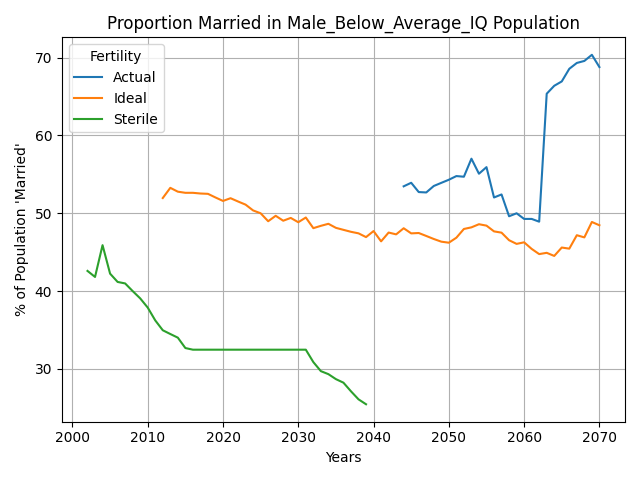 Proportion Married in Male_Below_Average_IQ Population
Fertility
Actual
Ideal
Sterile
% of Population 'Married'
70
60
50
40
30
2000 2010 2020 2030 2040 2050 2060 2070
Years